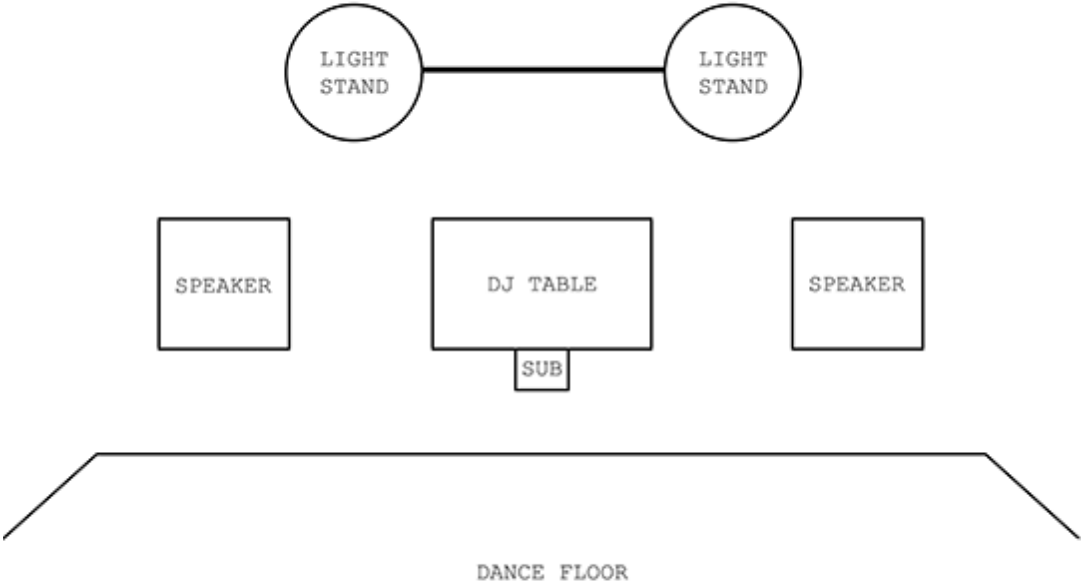 LIGHT
STAND
LIGHT
STAND
SPEAKER
DJ TABLE
SPEAKER
SUB
DANCE FLOOR